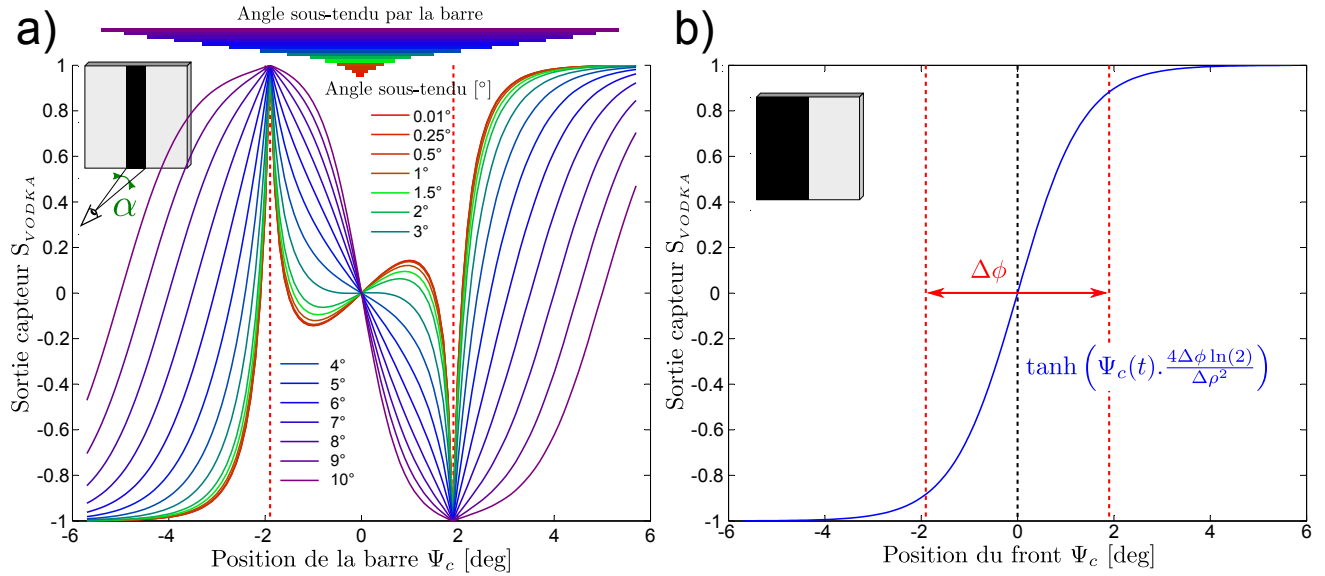 a)
Angle sous-tendu par la barre
α
Angle sous-tendu [°]
0.01°
0.25°
0.5°
1°
1.5°
2°
3°
4°
5°
6°
7°
8°
9°
10°
Sortie capteur S_VODKA
1
0.8
0.6
0.4
0.2
0
-0.2
-0.4
-0.6
-0.8
-1
-6 -4 -2 0 2 4 6
Position de la barre Ψ_c [deg]
b)
Sortie capteur S_VODKA
1
0.8
0.6
0.4
0.2
0
-0.2
-0.4
-0.6
-0.8
-1
Δϕ
tanh(Ψ_c(t).4Δϕ ln(2)/Δρ²)
-6 -4 -2 0 2 4 6
Position du front Ψ_c [deg]